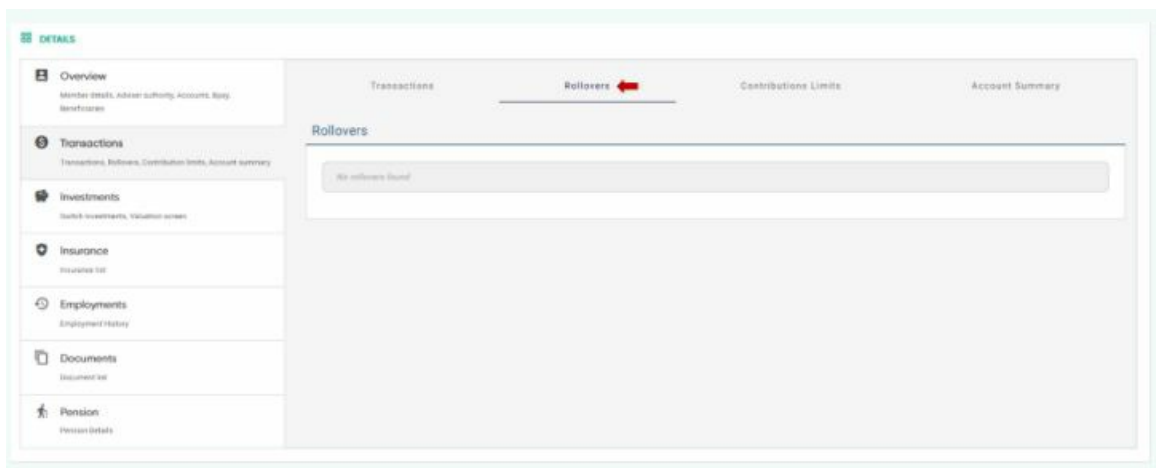 DETAILS
Overview
Member details, Adviser authority, Accounts, Bpay,
Beneficiaries
Transactions
Transactions, Rollovers, Contribution limits, Account summary
Investments
Switch investments, Valuation screen
Insurance
Insurance list
Employments
Employment History
Documents
Document list
Pension
Pension Details
Transactions
Rollovers
Contributions Limits
Account Summary
Rollovers
No rollovers found